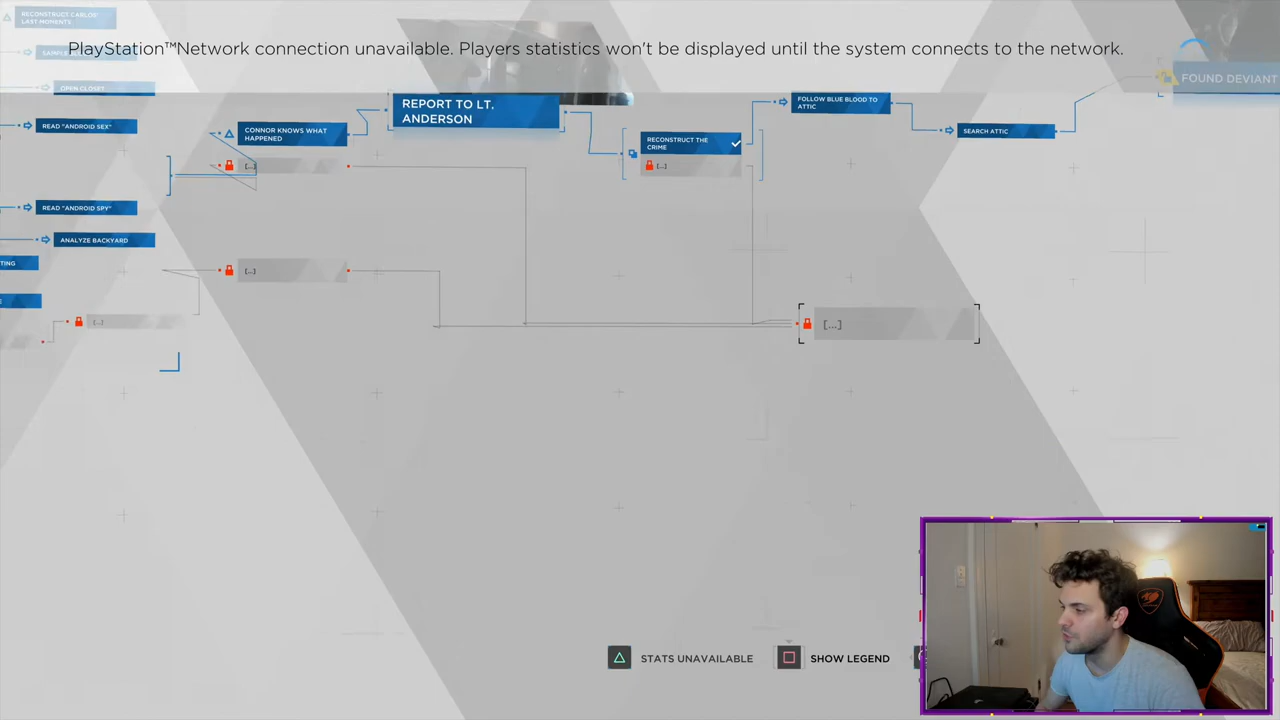 RECONSTRUCT CARLOS'
LAST MOMENTS
PlayStation™Network connection unavailable. Players statistics won't be displayed until the system connects to the network.
OPEN CLOSET
FOUND DEVIANT
REPORT TO LT.
ANDERSON
FOLLOW BLUE BLOOD TO
ATTIC
READ "ANDROID SEX"
CONNOR KNOWS WHAT
HAPPENED
SEARCH ATTIC
RECONSTRUCT THE
CRIME
[...]
[...]
READ "ANDROID SPY"
ANALYZE BACKYARD
TING
[...]
[...]
[...]
STATS UNAVAILABLE
SHOW LEGEND